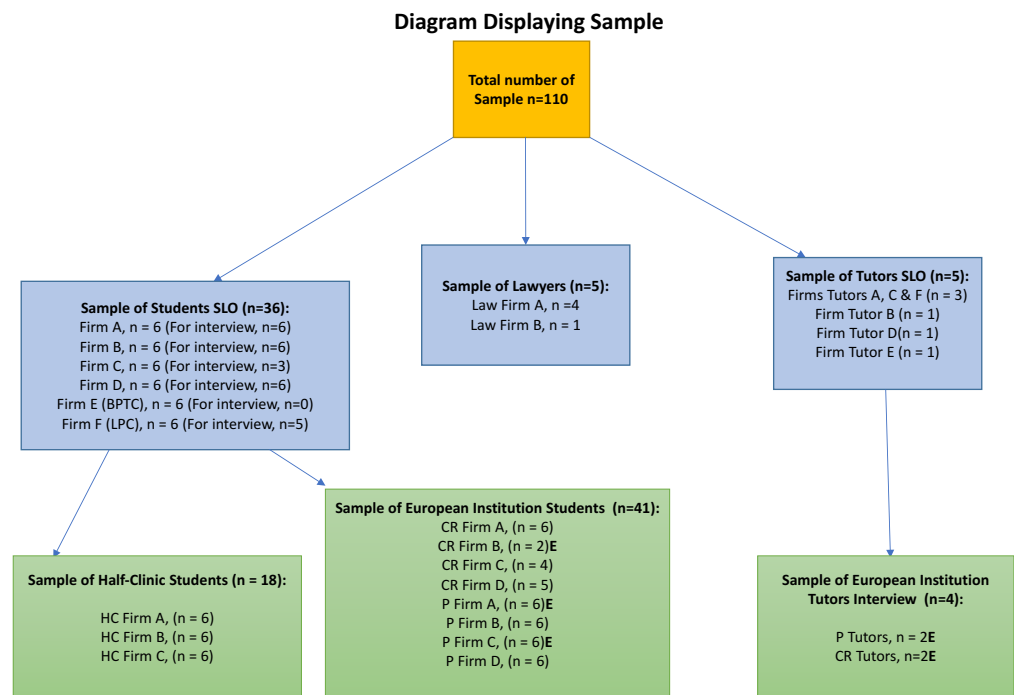 Diagram Displaying Sample
Total number of
Sample n=110
Sample of Students SLO (n=36):
Firm A, n = 6 (For interview, n=6)
Firm B, n = 6 (For interview, n=6)
Firm C, n = 6 (For interview, n=3)
Firm D, n = 6 (For interview, n=6)
Firm E (BPTC), n = 6 (For interview, n=0)
Firm F (LPC), n = 6 (For interview, n=5)
Sample of Lawyers (n=5):
Law Firm A, n =4
Law Firm B, n = 1
Sample of Tutors SLO (n=5):
Firms Tutors A, C & F (n = 3)
Firm Tutor B (n = 1)
Firm Tutor D(n = 1)
Firm Tutor E (n = 1)
Sample of Half-Clinic Students (n = 18):
HC Firm A, (n = 6)
HC Firm B, (n = 6)
HC Firm C, (n = 6)
Sample of European Institution Students (n=41):
CR Firm A, (n = 6)
CR Firm B, (n = 2)E
CR Firm C, (n = 4)
CR Firm D, (n = 5)
P Firm A, (n = 6)E
P Firm B, (n = 6)
P Firm C, (n = 6)E
P Firm D, (n = 6)
Sample of European Institution
Tutors Interview (n=4):
P Tutors, n = 2E
CR Tutors, n=2E